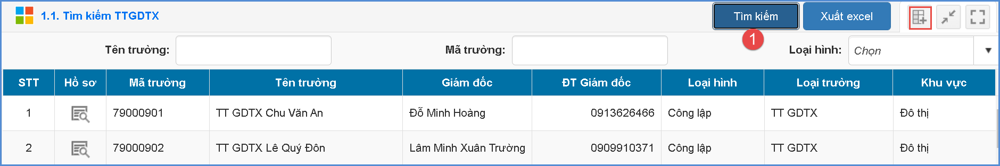 1.1. Tìm kiếm TTGDTX Tìm kiếm Xuất excel
1
Tên trường: Mã trường: Loại hình: Chọn
STT Hồ sơ Mã trường Tên trường Giám đốc ĐT Giám đốc Loại hình Loại trường Khu vực
1 79000901 TT GDTX Chu Văn An Đỗ Minh Hoàng 0913626466 Công lập TT GDTX Đô thị
2 79000902 TT GDTX Lê Quý Đôn Lâm Minh Xuân Trường 0909910371 Công lập TT GDTX Đô thị